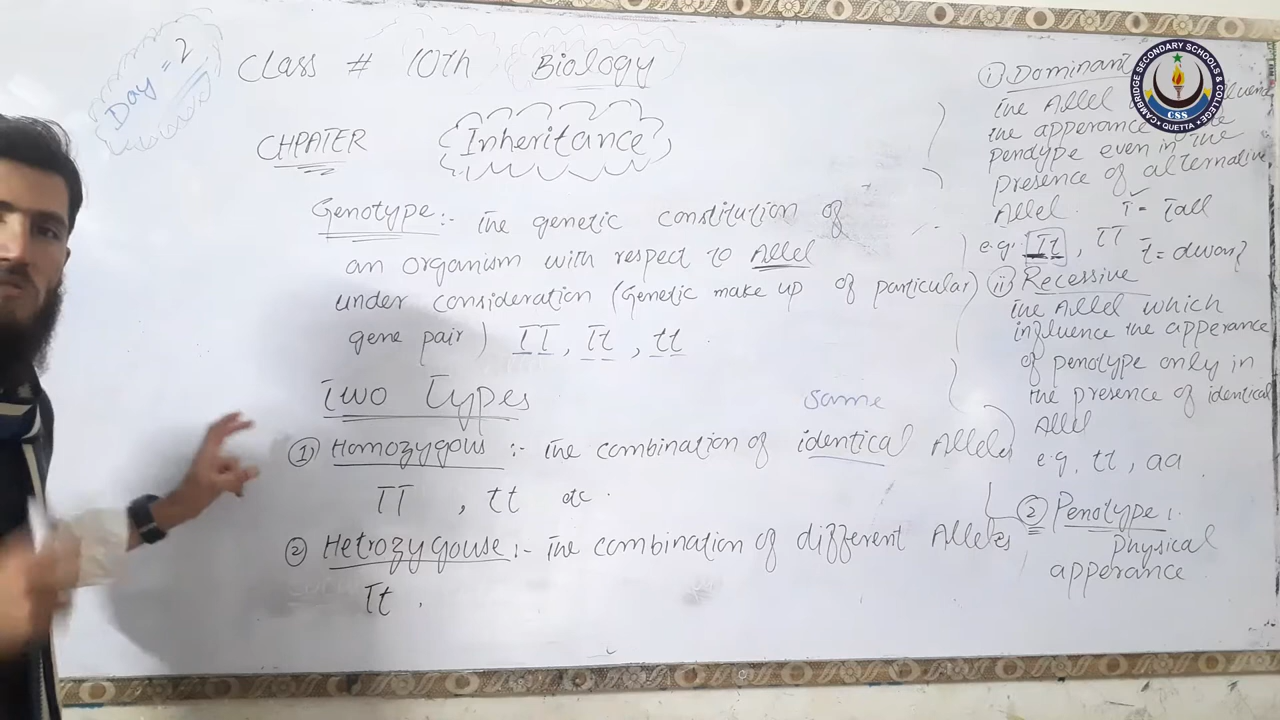 Day = 2
Class # 10th Biology
CHPATER Inheritance
Genotype :- The genetic constitution of
an organism with respect to Allel
under consideration (Genetic make up of particular)
gene pair) TT, Tt, tt
Two Types
① Homozygous :- The combination of identical Alleles
same
TT , tt etc.
② Hetrozygouse :- The combination of different Alleles
Tt .
i) Dominant
The Allel
the apperance
penotype even in the
presence of alternative
Allel. T = Tall
e.g: Tt, TT t = dwarf
ii) Recessive
The Allel which
influence the apperance
of penotype only in
the presence of identical
Allel
e.g, tt, aa
② Penotype :.
Physical
apperance
CAMBRIDGE SECONDARY SCHOOLS & COLLEGE
CSS
QUETTA